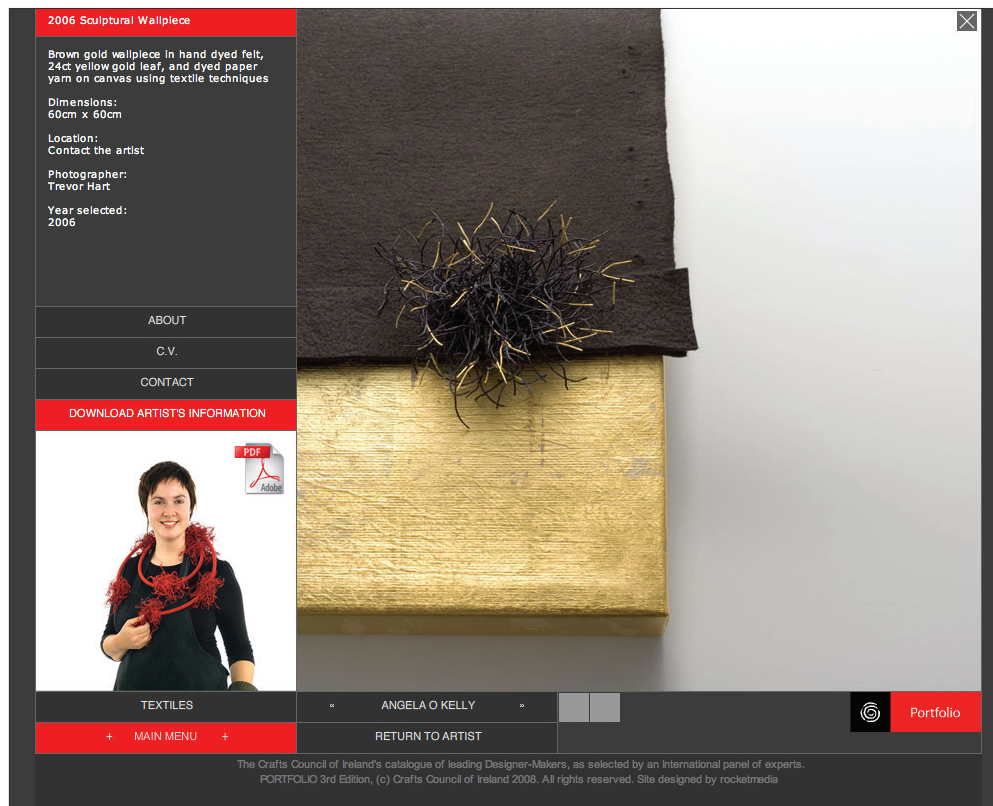 2006 Sculptural Wallpiece
Brown gold wallpiece in hand dyed felt,
24ct yellow gold leaf, and dyed paper
yarn on canvas using textile techniques
Dimensions:
60cm x 60cm
Location:
Contact the artist
Photographer:
Trevor Hart
Year selected:
2006
ABOUT
C.V.
CONTACT
DOWNLOAD ARTIST'S INFORMATION
PDF
Adobe
TEXTILES
« ANGELA O KELLY »
Portfolio
+ MAIN MENU +
RETURN TO ARTIST
The Crafts Council of Ireland's catalogue of leading Designer-Makers, as selected by an International panel of experts.
PORTFOLIO 3rd Edition, (c) Crafts Council of Ireland 2008. All rights reserved. Site designed by rocketmedia